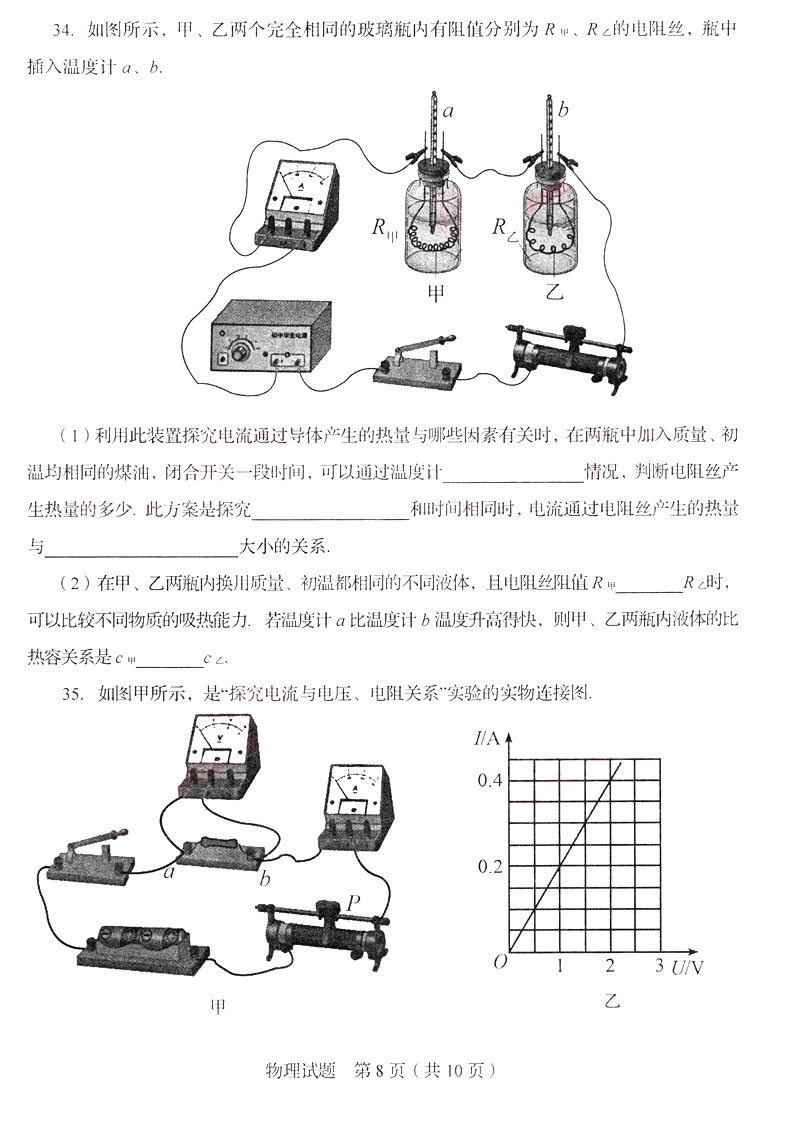 34. 如图所示，甲、乙两个完全相同的玻璃瓶内有阻值分别为 R甲、R乙的电阻丝，瓶中
插入温度计 a、b.
a
b
A
R甲
R乙
甲
乙
初中学生电源
（1）利用此装置探究电流通过导体产生的热量与哪些因素有关时，在两瓶中加入质量、初
温均相同的煤油，闭合开关一段时间，可以通过温度计________________情况，判断电阻丝产
生热量的多少. 此方案是探究__________________和时间相同时，电流通过电阻丝产生的热量
与______________________大小的关系.
（2）在甲、乙两瓶内换用质量、初温都相同的不同液体，且电阻丝阻值 R甲________R乙时，
可以比较不同物质的吸热能力. 若温度计 a 比温度计 b 温度升高得快，则甲、乙两瓶内液体的比
热容关系是 c甲________c乙.
35. 如图甲所示，是“探究电流与电压、电阻关系”实验的实物连接图.
V
A
a
b
P
甲
I/A
0.4
0.2
O
1
2
3
U/V
乙
物理试题 第 8 页（共 10 页）